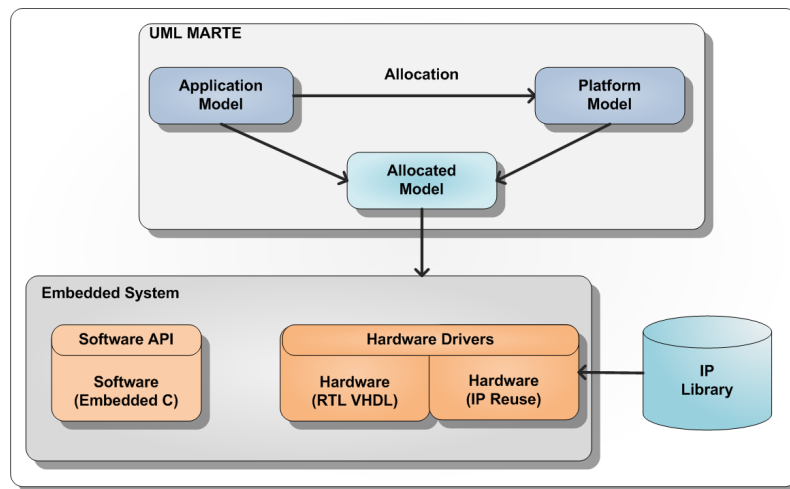 UML MARTE
Application
Model
Allocation
Platform
Model
Allocated
Model
Embedded System
Software API
Software
(Embedded C)
Hardware Drivers
Hardware
(RTL VHDL)
Hardware
(IP Reuse)
IP
Library